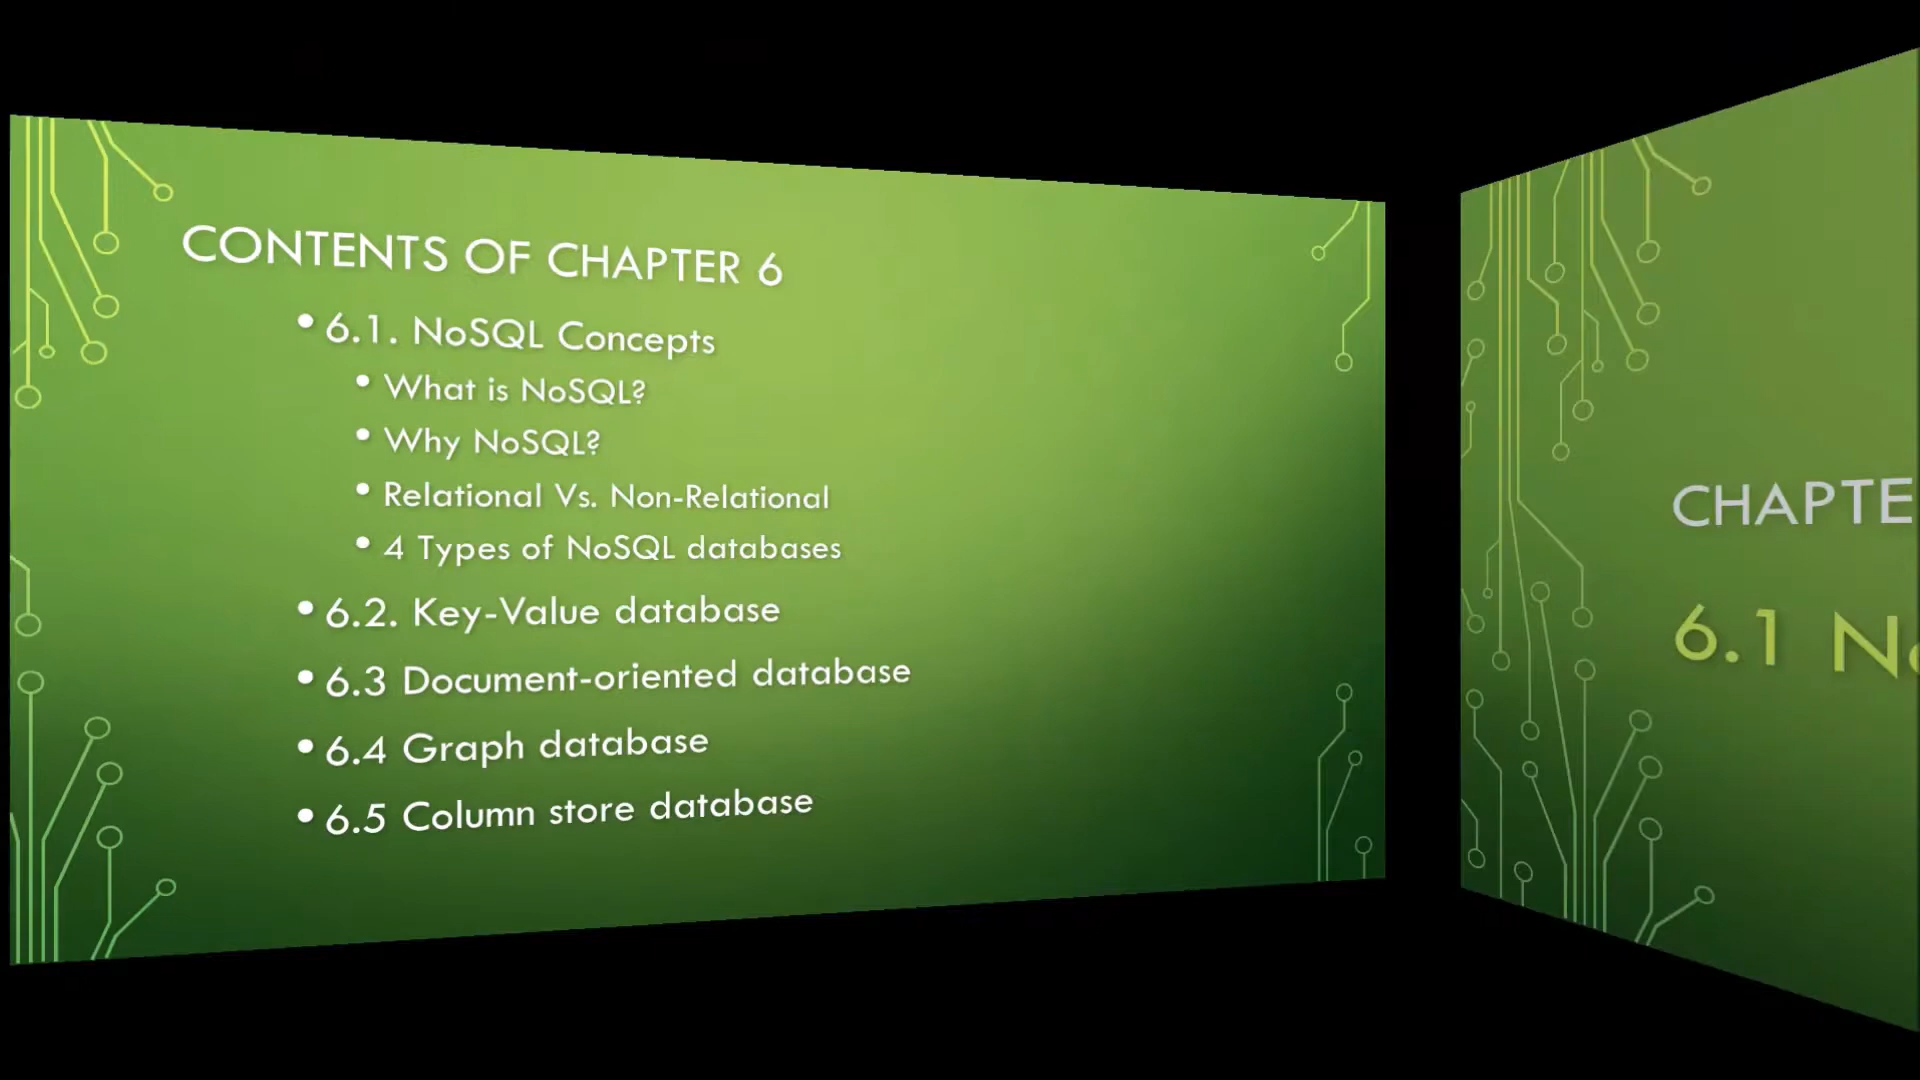 CONTENTS OF CHAPTER 6
• 6.1. NoSQL Concepts
• What is NoSQL?
• Why NoSQL?
• Relational Vs. Non-Relational
• 4 Types of NoSQL databases
• 6.2. Key-Value database
• 6.3 Document-oriented database
• 6.4 Graph database
• 6.5 Column store database
6.1